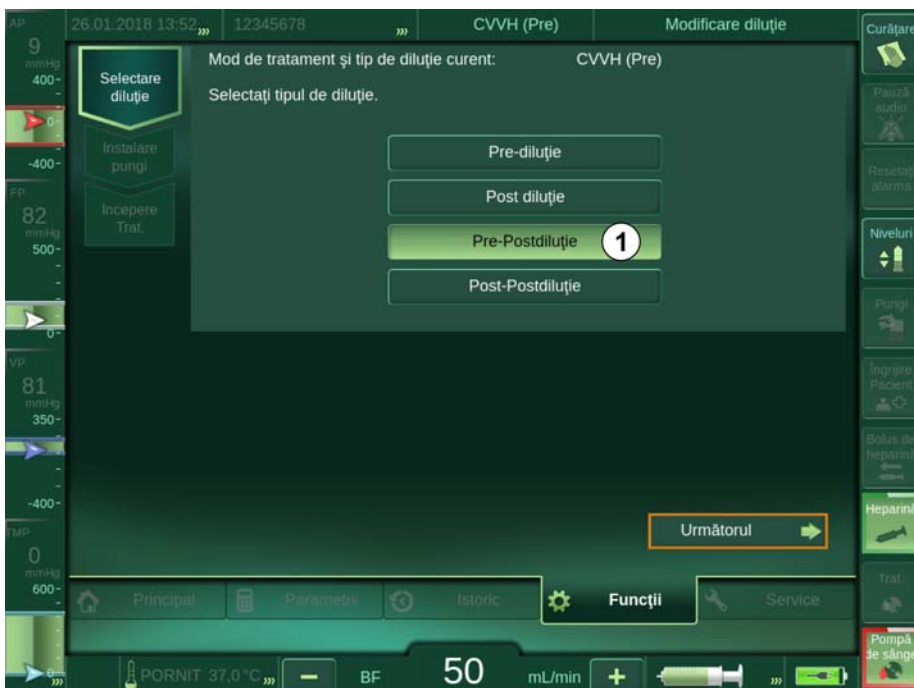 AP
26.01.2018 13:52
12345678
CVVH (Pre)
Modificare diluție
9
mmHg
400
0
-400
FP
82
mmHg
500
0
VP
81
mmHg
350
-400
TMP
0
mmHg
600
0
Selectare
diluție
Instalare
pungi
Incepere
Trat.
Mod de tratament și tip de diluție curent: CVVH (Pre)
Selectați tipul de diluție.
Pre-diluție
Post diluție
Pre-Postdiluție 1
Post-Postdiluție
Următorul
Principal
Parametrii
Istoric
Funcții
Service
PORNIT 37,0 °C
BF
50
mL/min
Curățare
Pauză
audio
Resetați
alarma
Niveluri
Pungi
Îngrijire
Pacient
Bolus de
heparină
Heparină
Trat.
Pompă
de sânge